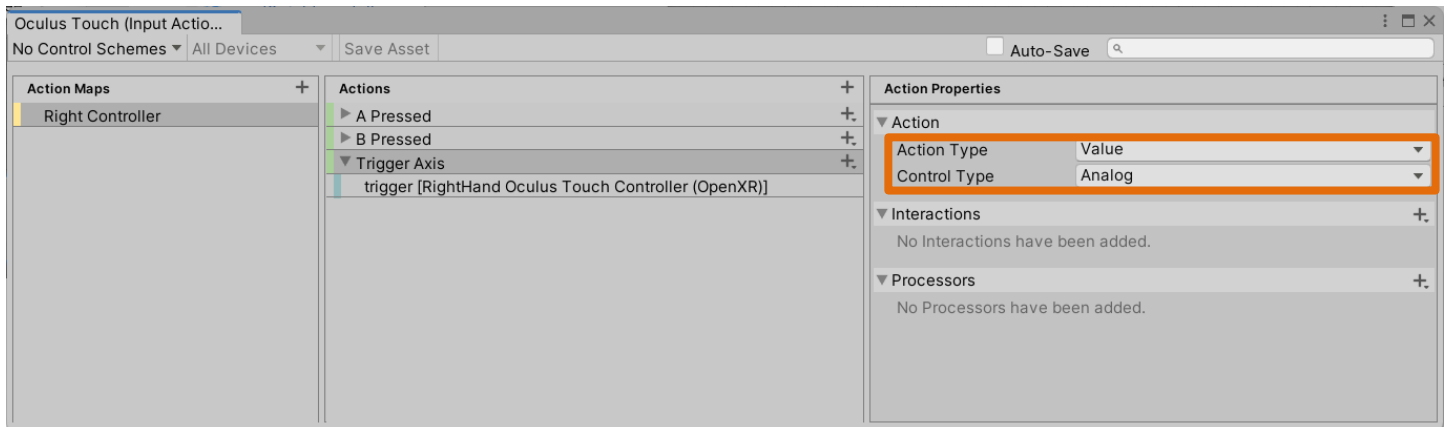 Oculus Touch (Input Actio...
No Control Schemes All Devices Save Asset Auto-Save
Action Maps
Right Controller
Actions
A Pressed
B Pressed
Trigger Axis
trigger [RightHand Oculus Touch Controller (OpenXR)]
Action Properties
Action
Action Type Value
Control Type Analog
Interactions
No Interactions have been added.
Processors
No Processors have been added.